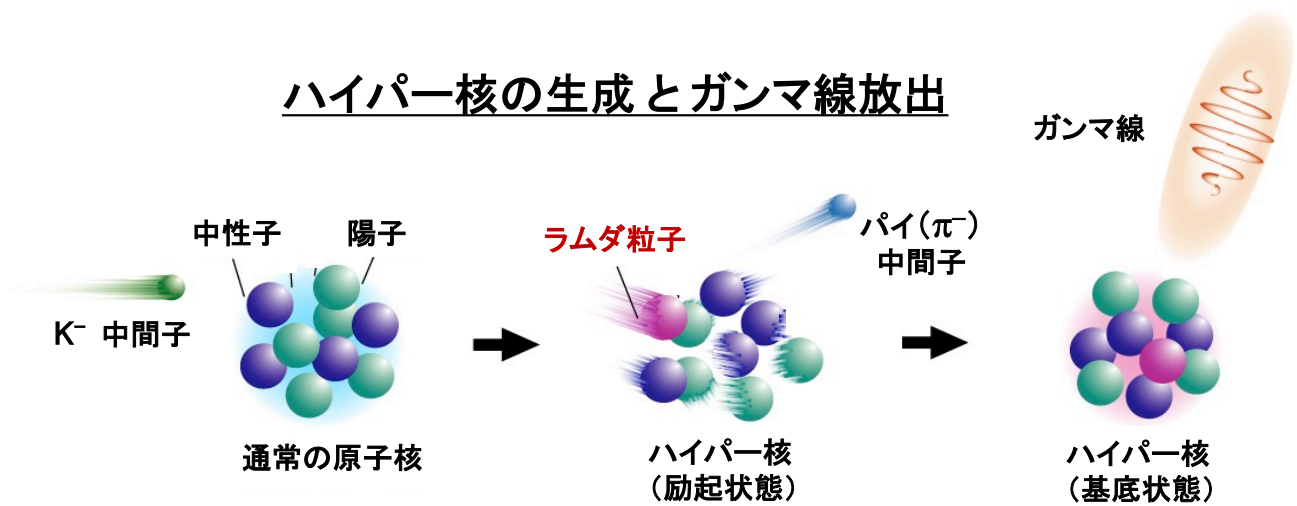 ハイパー核の生成とガンマ線放出
ガンマ線
中性子
陽子
ラムダ粒子
パイ(π⁻)
中間子
K⁻ 中間子
通常の原子核
ハイパー核
(励起状態)
ハイパー核
(基底状態)